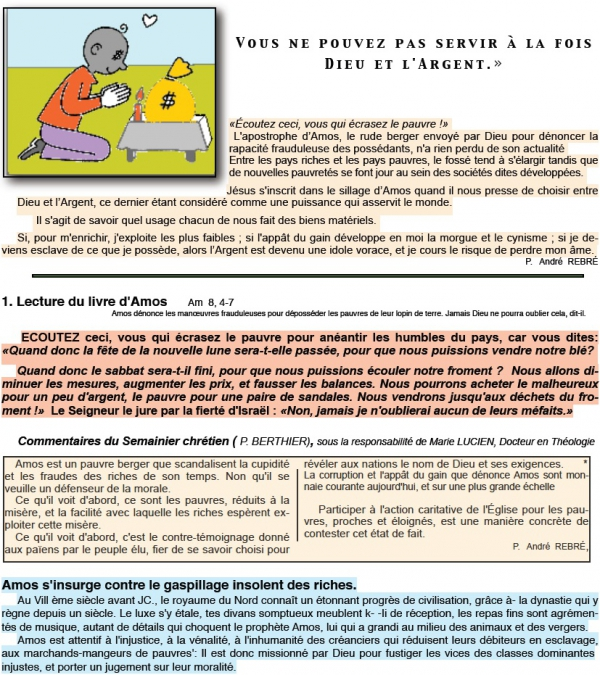 VOUS NE POUVEZ PAS SERVIR À LA FOIS
DIEU ET L'ARGENT.»
$
$
«Écoutez ceci, vous qui écrasez le pauvre !»
L'apostrophe d'Amos, le rude berger envoyé par Dieu pour dénoncer la
rapacité frauduleuse des possédants, n'a rien perdu de son actualité
Entre les pays riches et les pays pauvres, le fossé tend à s'élargir tandis que
de nouvelles pauvretés se font jour au sein des sociétés dites développées.
Jésus s'inscrit dans le sillage d'Amos quand il nous presse de choisir entre
Dieu et l'Argent, ce dernier étant considéré comme une puissance qui asservit le monde.
Il s'agit de savoir quel usage chacun de nous fait des biens matériels.
Si, pour m'enrichir, j'exploite les plus faibles ; si l'appât du gain développe en moi la morgue et le cynisme ; si je de-
viens esclave de ce que je possède, alors l'Argent est devenu une idole vorace, et je cours le risque de perdre mon âme.
P. André REBRÉ
1. Lecture du livre d'Amos Am 8, 4-7
Amos dénonce les manœuvres frauduleuses pour déposséder les pauvres de leur lopin de terre. Jamais Dieu ne pourra oublier cela, dit-il.
ECOUTEZ ceci, vous qui écrasez le pauvre pour anéantir les humbles du pays, car vous dites:
«Quand donc la fête de la nouvelle lune sera-t-elle passée, pour que nous puissions vendre notre blé?
Quand donc le sabbat sera-t-il fini, pour que nous puissions écouler notre froment ? Nous allons di-
minuer les mesures, augmenter les prix, et fausser les balances. Nous pourrons acheter le malheureux
pour un peu d'argent, le pauvre pour une paire de sandales. Nous vendrons jusqu'aux déchets du fro-
ment !» Le Seigneur le jure par la fierté d'Israël : «Non, jamais je n'oublierai aucun de leurs méfaits.»
Commentaires du Semainier chrétien ( P. BERTHIER), sous la responsabilité de Marie LUCIEN, Docteur en Théologie
Amos est un pauvre berger que scandalisent la cupidité
et les fraudes des riches de son temps. Non qu'il se
veuille un défenseur de la morale.
Ce qu'il voit d'abord, ce sont les pauvres, réduits à la
misère, et la facilité avec laquelle les riches espèrent ex-
ploiter cette misère.
Ce qu'il voit d'abord, c'est le contre-témoignage donné
aux païens par le peuple élu, fier de se savoir choisi pour
révéler aux nations le nom de Dieu et ses exigences. *
La corruption et l'appât du gain que dénonce Amos sont mon-
naie courante aujourd'hui, et sur une plus grande échelle
Participer à l'action caritative de l'Église pour les pau-
vres, proches et éloignés, est une manière concrète de
contester cet état de fait.
P. André REBRÉ,
Amos s'insurge contre le gaspillage insolent des riches.
Au VIII ème siècle avant JC., le royaume du Nord connaît un étonnant progrès de civilisation, grâce à- la dynastie qui y
règne depuis un siècle. Le luxe s'y étale, tes divans somptueux meublent k- -li de réception, les repas fins sont agrémen-
tés de musique, autant de détails qui choquent le prophète Amos, lui qui a grandi au milieu des animaux et des vergers.
Amos est attentif à l'injustice, à la vénalité, à l'inhumanité des créanciers qui réduisent leurs débiteurs en esclavage,
aux marchands-mangeurs de pauvres': Il est donc missionné par Dieu pour fustiger les vices des classes dominantes
injustes, et porter un jugement sur leur moralité.